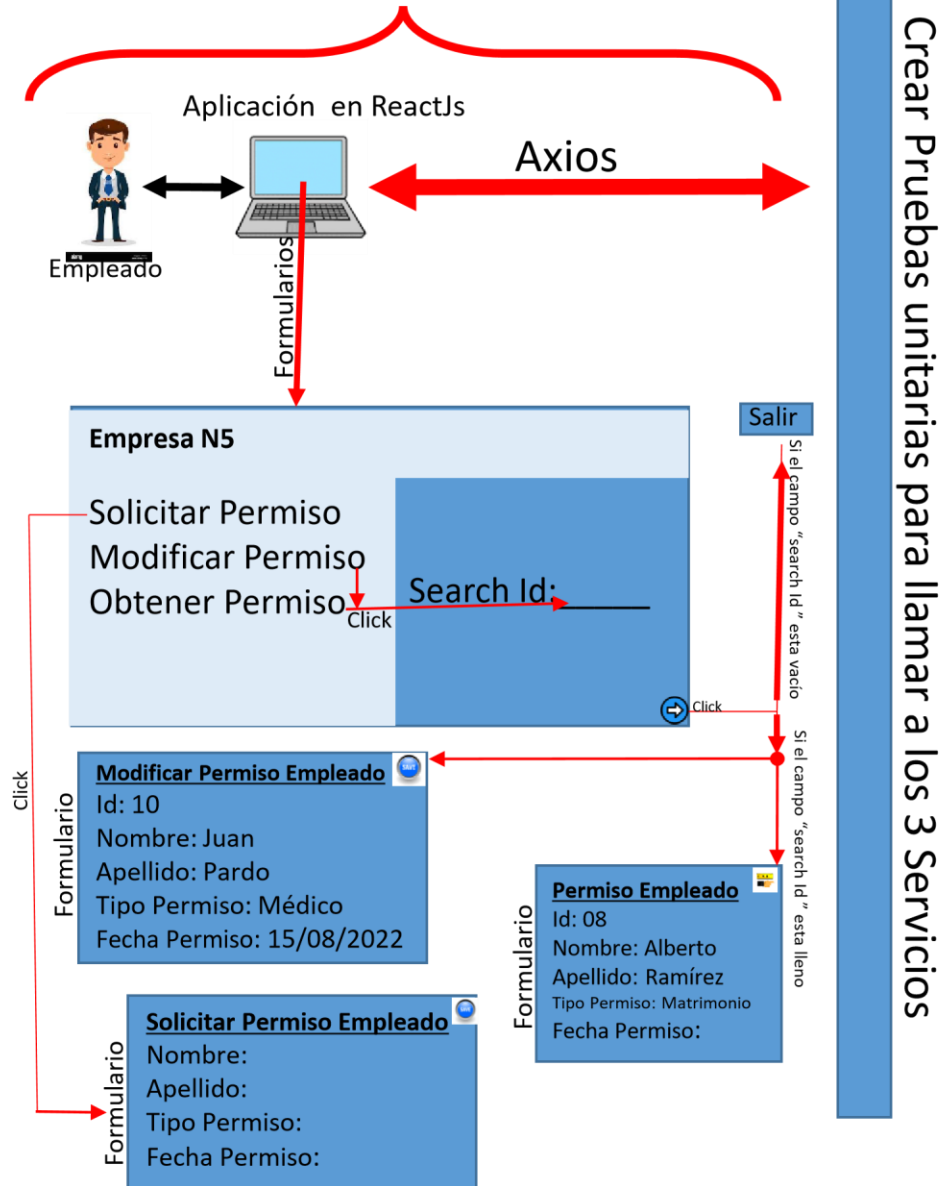 Aplicación en ReactJs
Axios
Empleado
Formularios
Empresa N5
Solicitar Permiso
Modificar Permiso
Obtener Permiso
Click
Search Id:
Click
Salir
Si el campo "search Id" esta vacío
Si el campo "search Id" esta lleno
Click
Formulario
Modificar Permiso Empleado
Id: 10
Nombre: Juan
Apellido: Pardo
Tipo Permiso: Médico
Fecha Permiso: 15/08/2022
Formulario
Permiso Empleado
Id: 08
Nombre: Alberto
Apellido: Ramírez
Tipo Permiso: Matrimonio
Fecha Permiso:
Formulario
Solicitar Permiso Empleado
Nombre:
Apellido:
Tipo Permiso:
Fecha Permiso:
Crear Pruebas unitarias para llamar a los 3 Servicios